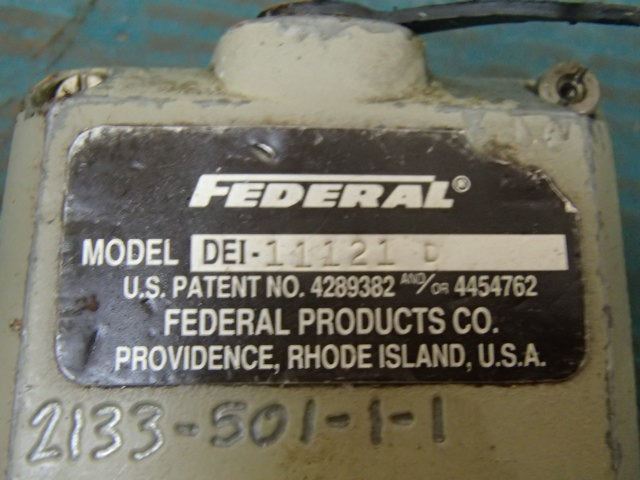 FEDERAL®
MODEL DEI-11121 D
U.S. PATENT NO. 4289382 AND/OR 4454762
FEDERAL PRODUCTS CO.
PROVIDENCE, RHODE ISLAND, U.S.A.
2133-501-1-1